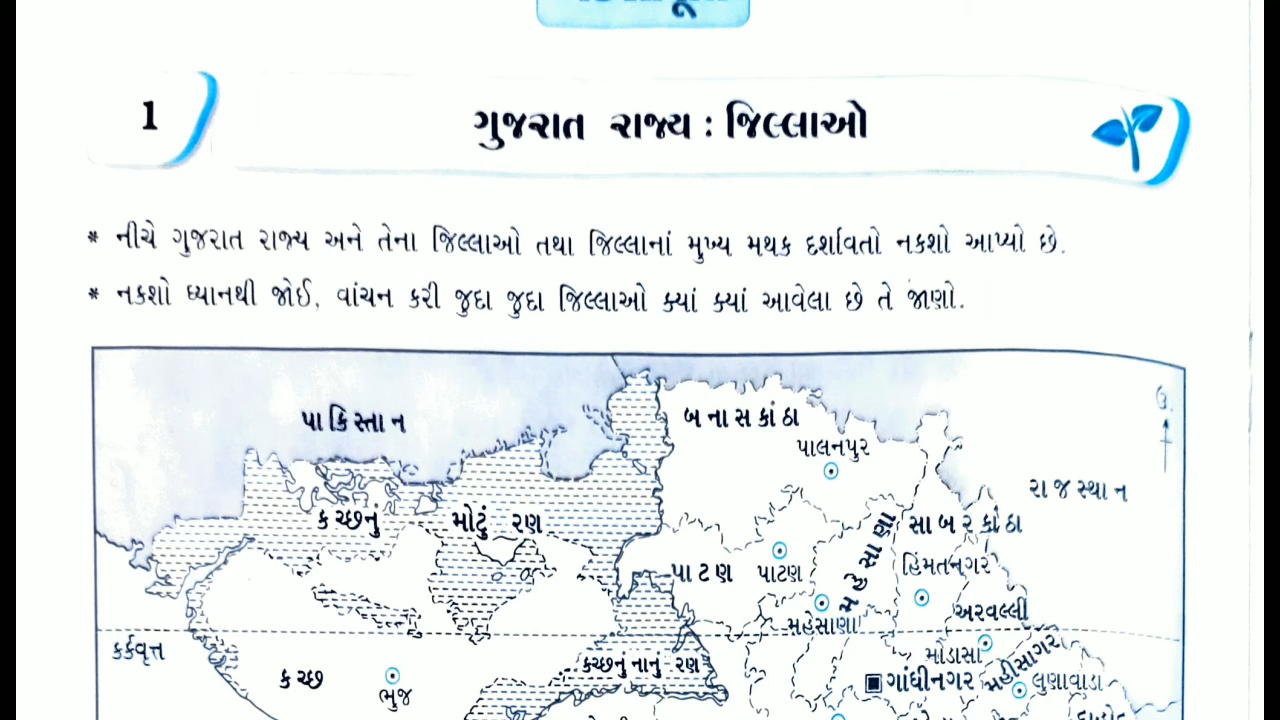 1
ગુજરાત રાજ્ય : જિલ્લાઓ
* નીચે ગુજરાત રાજ્ય અને તેના જિલ્લાઓ તથા જિલ્લાનાં મુખ્ય મથક દર્શાવતો નકશો આપ્યો છે.
* નકશો ધ્યાનથી જોઈ, વાંચન કરી જુદા જુદા જિલ્લાઓ ક્યાં ક્યાં આવેલા છે તે જાણો.
ઉ.
પાકિસ્તાન
બનાસકાંઠા
પાલનપુર
રાજસ્થાન
કચ્છનું મોટું રણ
સાબરકાંઠા
પાટણ
પાટણ
મહેસાણા
હિંમતનગર
અરવલ્લી
મહેસાણા
કર્કવૃત્ત
મોડાસા
મહીસાગર
કચ્છનું નાનું રણ
કચ્છ
ભુજ
ગાંધીનગર
લુણાવાડા